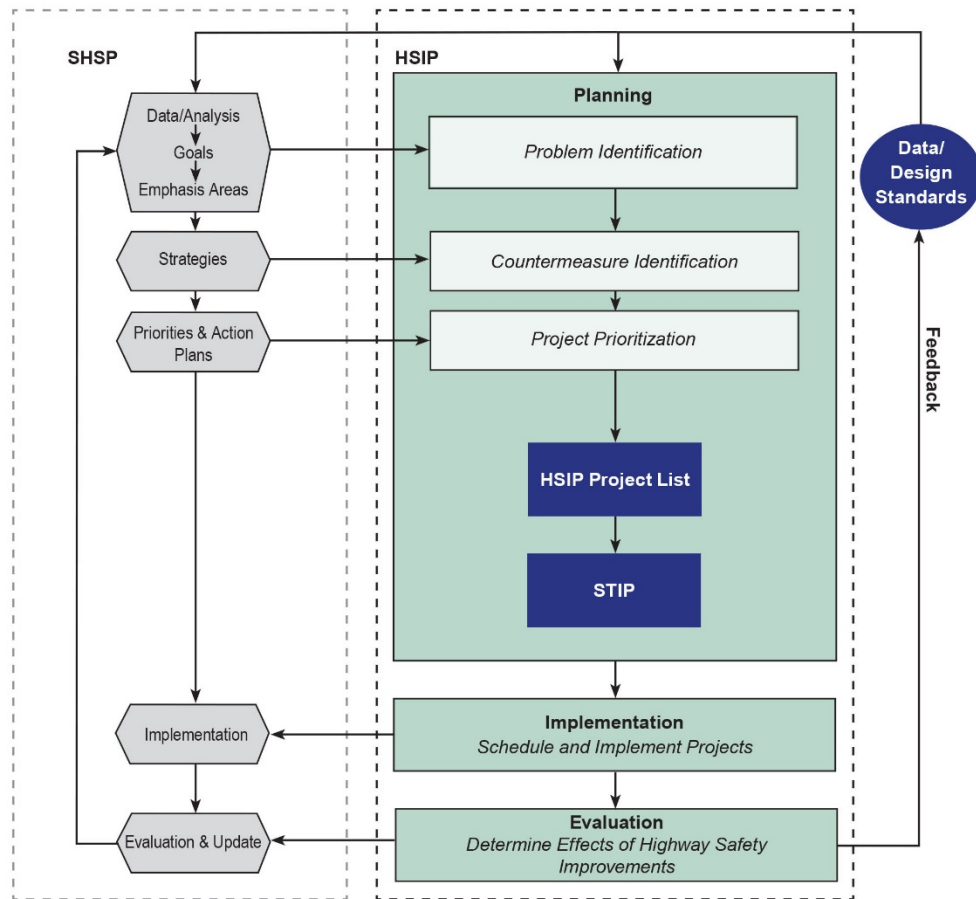 SHSP
Data/Analysis
Goals
Emphasis Areas
Strategies
Priorities & Action
Plans
Implementation
Evaluation & Update
HSIP
Planning
Problem Identification
Countermeasure Identification
Project Prioritization
HSIP Project List
STIP
Implementation
Schedule and Implement Projects
Evaluation
Determine Effects of Highway Safety
Improvements
Data/
Design
Standards
Feedback